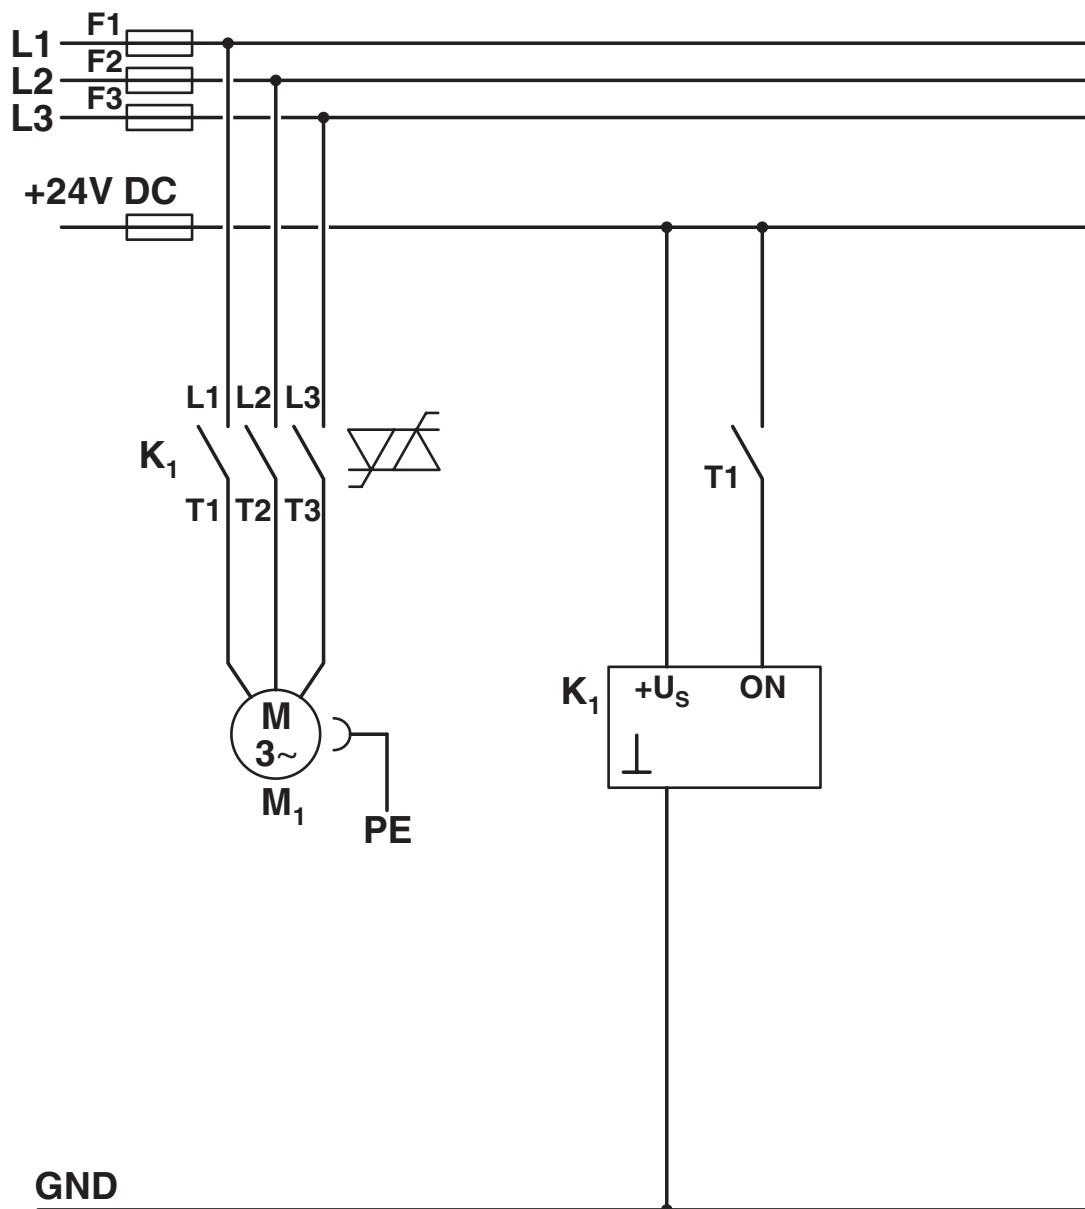 L1 F1
L2 F2
L3 F3
+24V DC
L1 L2 L3
K₁
T1 T2 T3
T1
K₁ +Uₛ ON
M
3~
M₁
PE
GND